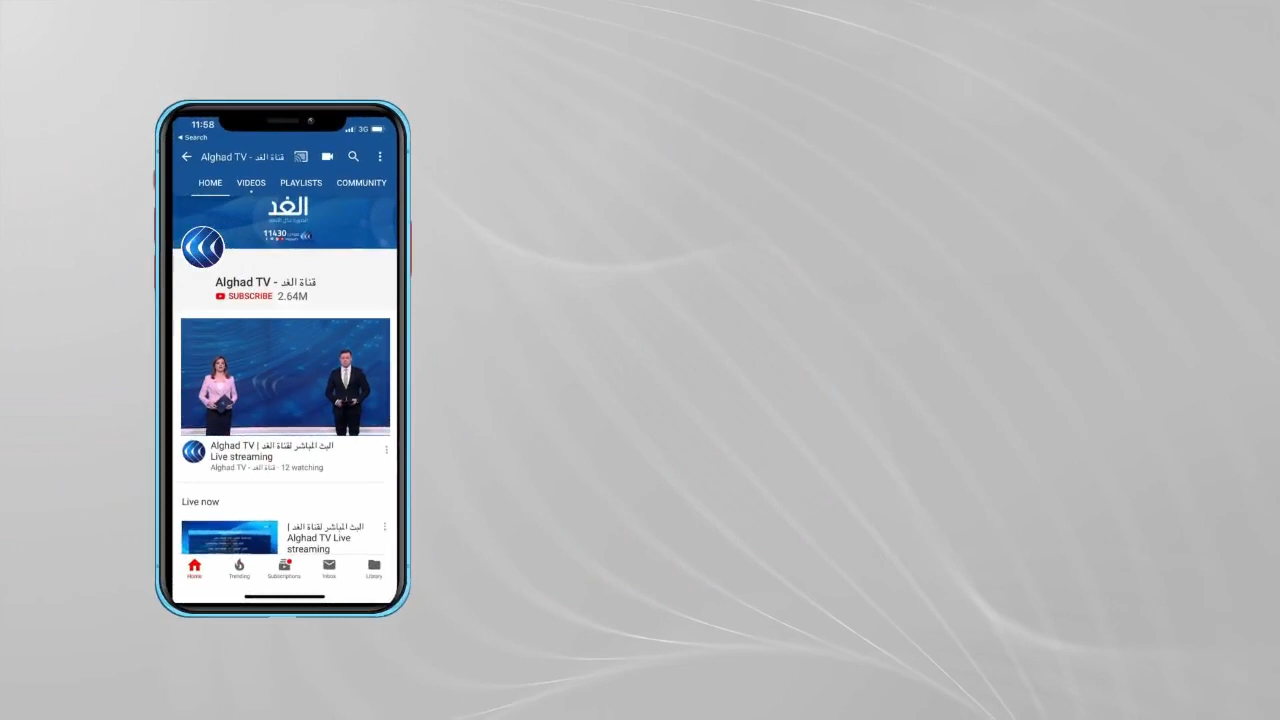 11:58
3G
Search
Alghad TV - قناة الغد
HOME VIDEOS PLAYLISTS COMMUNITY
الغد
11430
Alghad TV - قناة الغد
SUBSCRIBE 2.64M
Alghad TV | البث المباشر لقناة الغد
Live streaming
Alghad TV - قناة الغد · 12 watching
Live now
البث المباشر لقناة الغد |
Alghad TV Live
streaming
Home Trending Subscriptions Inbox Library